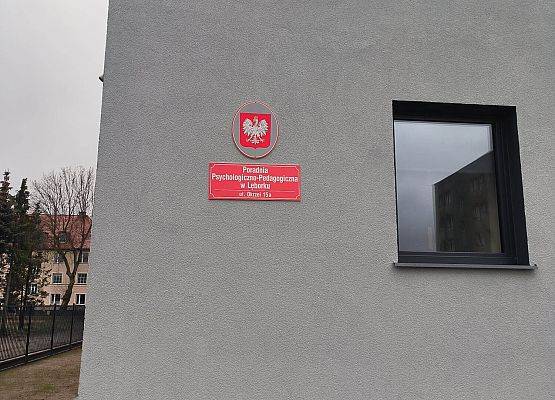 Poradnia
Psychologiczno-Pedagogiczna
w Lęborku
ul. Okrzei 15a